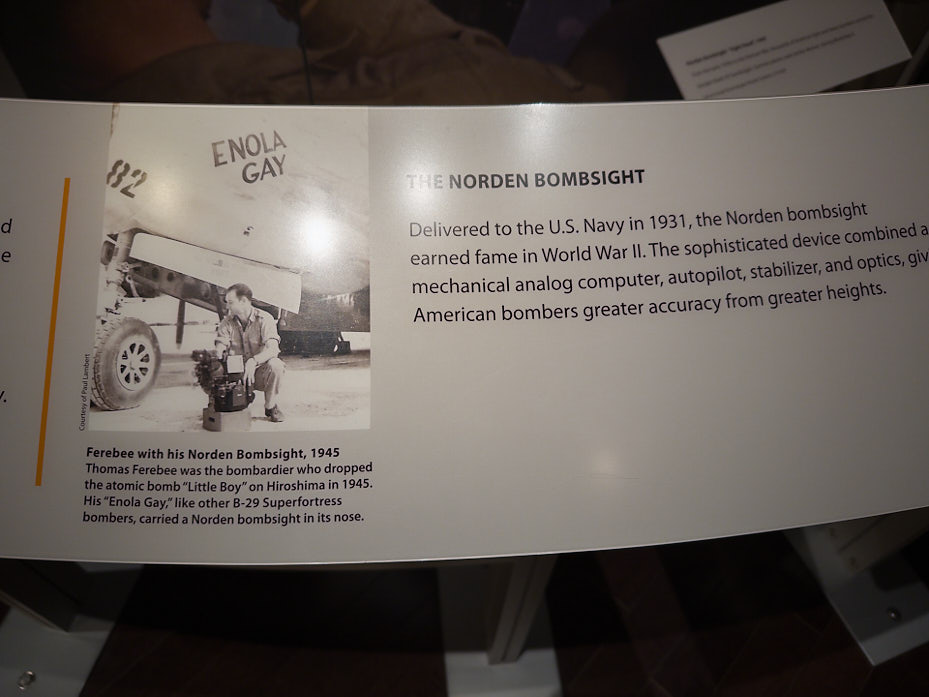 ENOLA
GAY
82
d
e
y.
Courtesy of Paul Lambert
Ferebee with his Norden Bombsight, 1945
Thomas Ferebee was the bombardier who dropped
the atomic bomb “Little Boy” on Hiroshima in 1945.
His “Enola Gay,” like other B-29 Superfortress
bombers, carried a Norden bombsight in its nose.
THE NORDEN BOMBSIGHT
Delivered to the U.S. Navy in 1931, the Norden bombsight
earned fame in World War II. The sophisticated device combined a
mechanical analog computer, autopilot, stabilizer, and optics, giv
American bombers greater accuracy from greater heights.